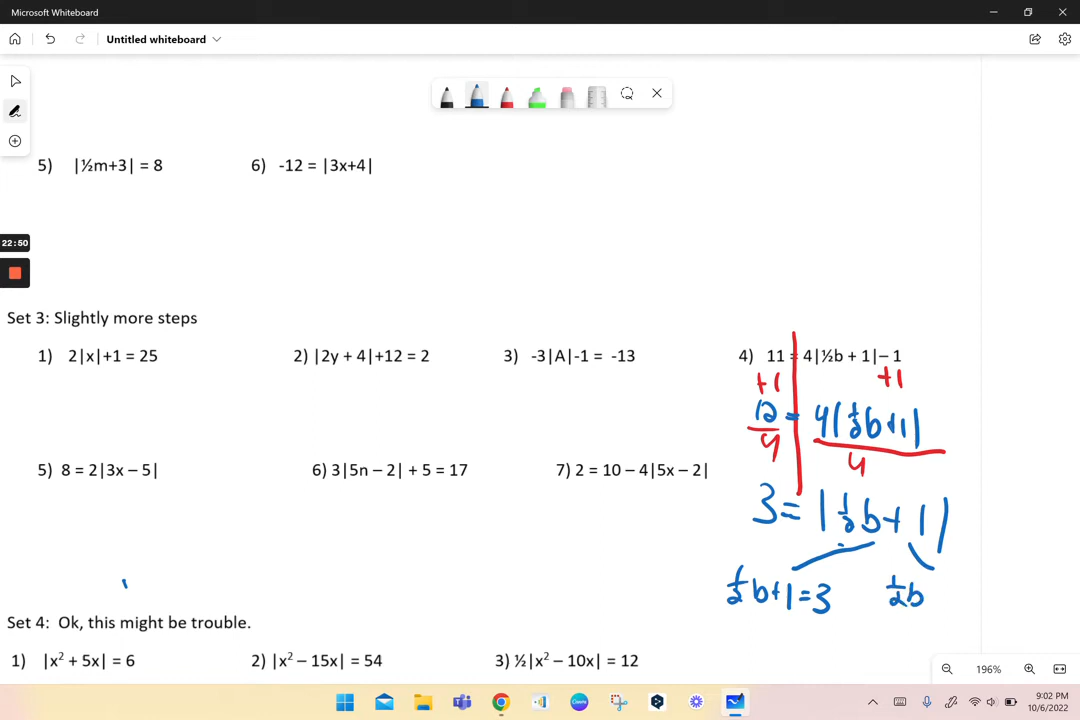 Microsoft Whiteboard
Untitled whiteboard
5) |½m+3| = 8
6) -12 = |3x+4|
22:50
Set 3: Slightly more steps
1) 2|x|+1 = 25
2) |2y + 4|+12 = 2
3) -3|A|-1 = -13
4) 11 = 4|½b + 1|– 1
+1 +1
12 = 4|½b+1|
4 4
5) 8 = 2|3x – 5|
6) 3|5n – 2| + 5 = 17
7) 2 = 10 – 4|5x – 2|
3 = |½b+1|
½b+1=3 ½b
Set 4: Ok, this might be trouble.
1) |x² + 5x| = 6
2) |x² – 15x| = 54
3) ½|x² – 10x| = 12
196%
9:02 PM
10/6/2022